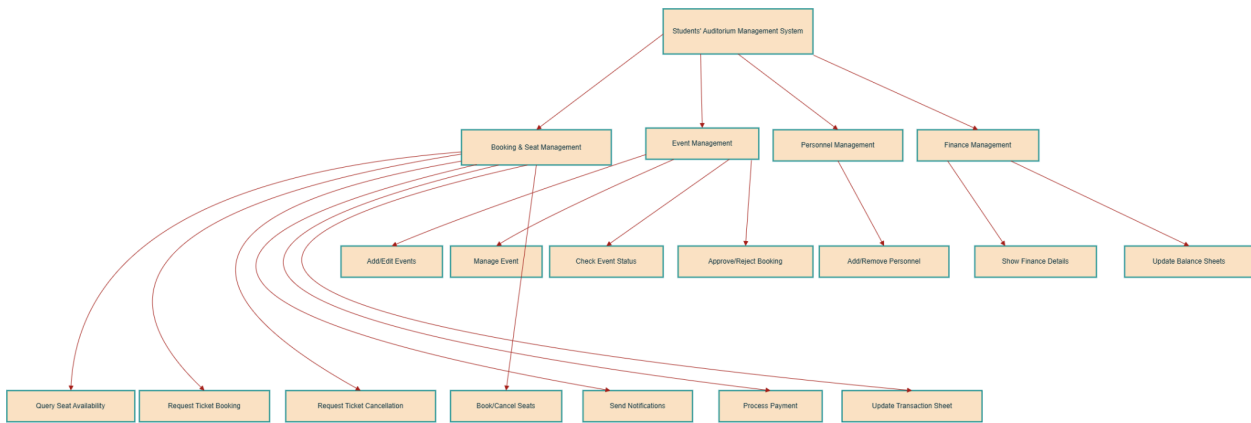 Students' Auditorium Management System
Booking & Seat Management
Event Management
Personnel Management
Finance Management
Add/Edit Events
Manage Event
Check Event Status
Approve/Reject Booking
Add/Remove Personnel
Show Finance Details
Update Balance Sheets
Query Seat Availability
Request Ticket Booking
Request Ticket Cancellation
Book/Cancel Seats
Send Notifications
Process Payment
Update Transaction Sheet